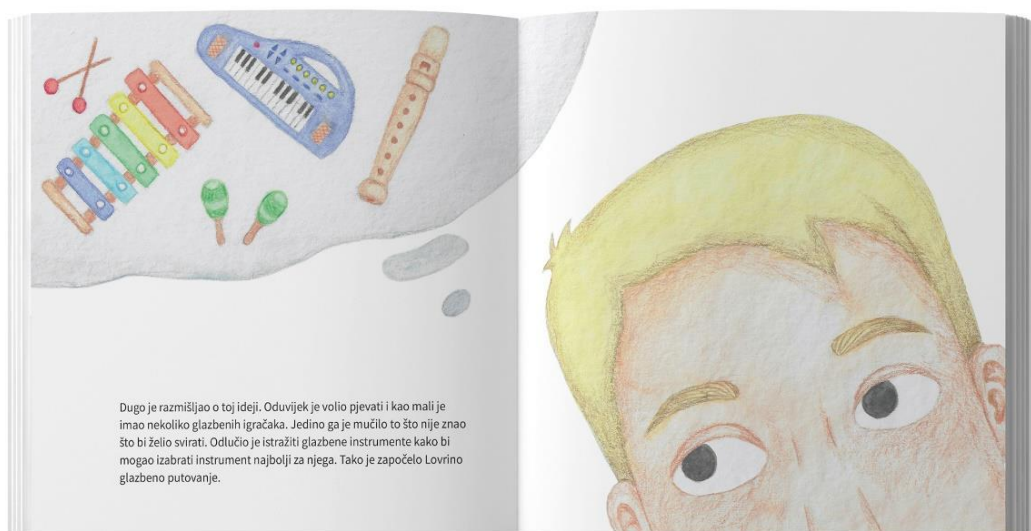 Dugo je razmišljao o toj ideji. Oduvijek je volio pjevati i kao mali je
imao nekoliko glazbenih igračaka. Jedino ga je mučilo to što nije znao
što bi želio svirati. Odlučio je istražiti glazbene instrumente kako bi
mogao izabrati instrument najbolji za njega. Tako je započelo Lovrino
glazbeno putovanje.